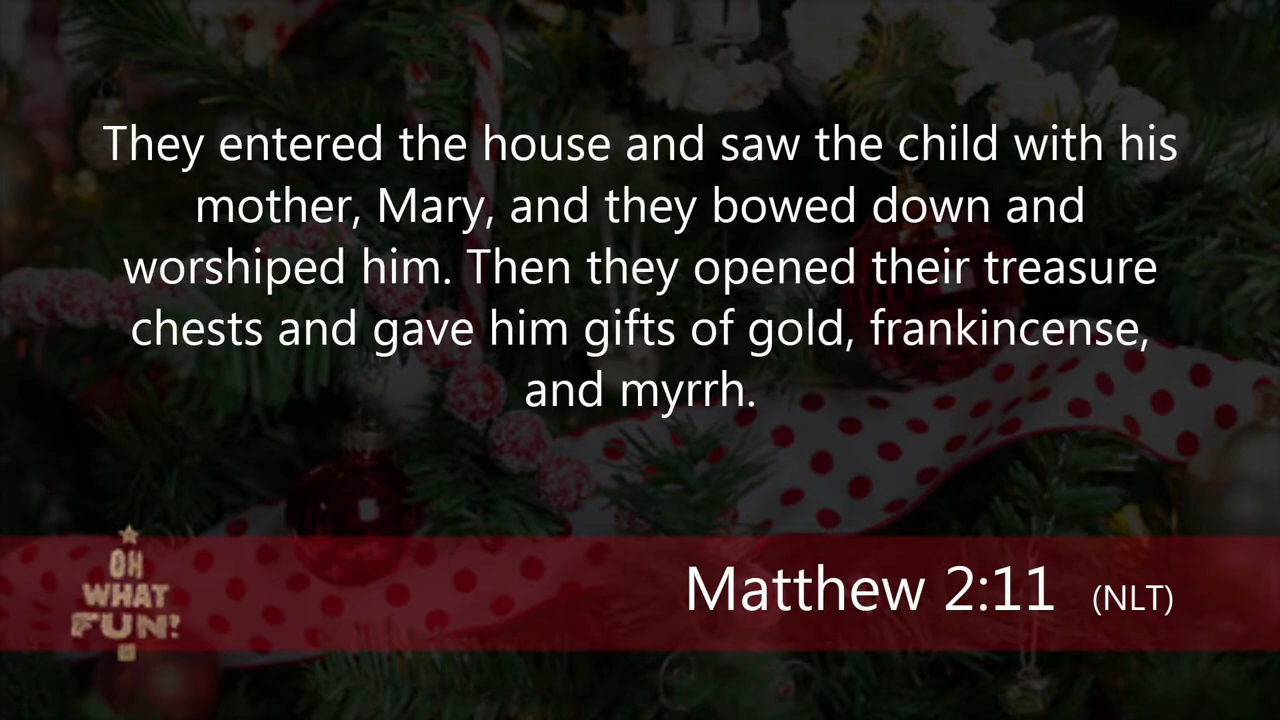 They entered the house and saw the child with his
mother, Mary, and they bowed down and
worshiped him. Then they opened their treasure
chests and gave him gifts of gold, frankincense,
and myrrh.
OH
WHAT
FUN!
Matthew 2:11 (NLT)